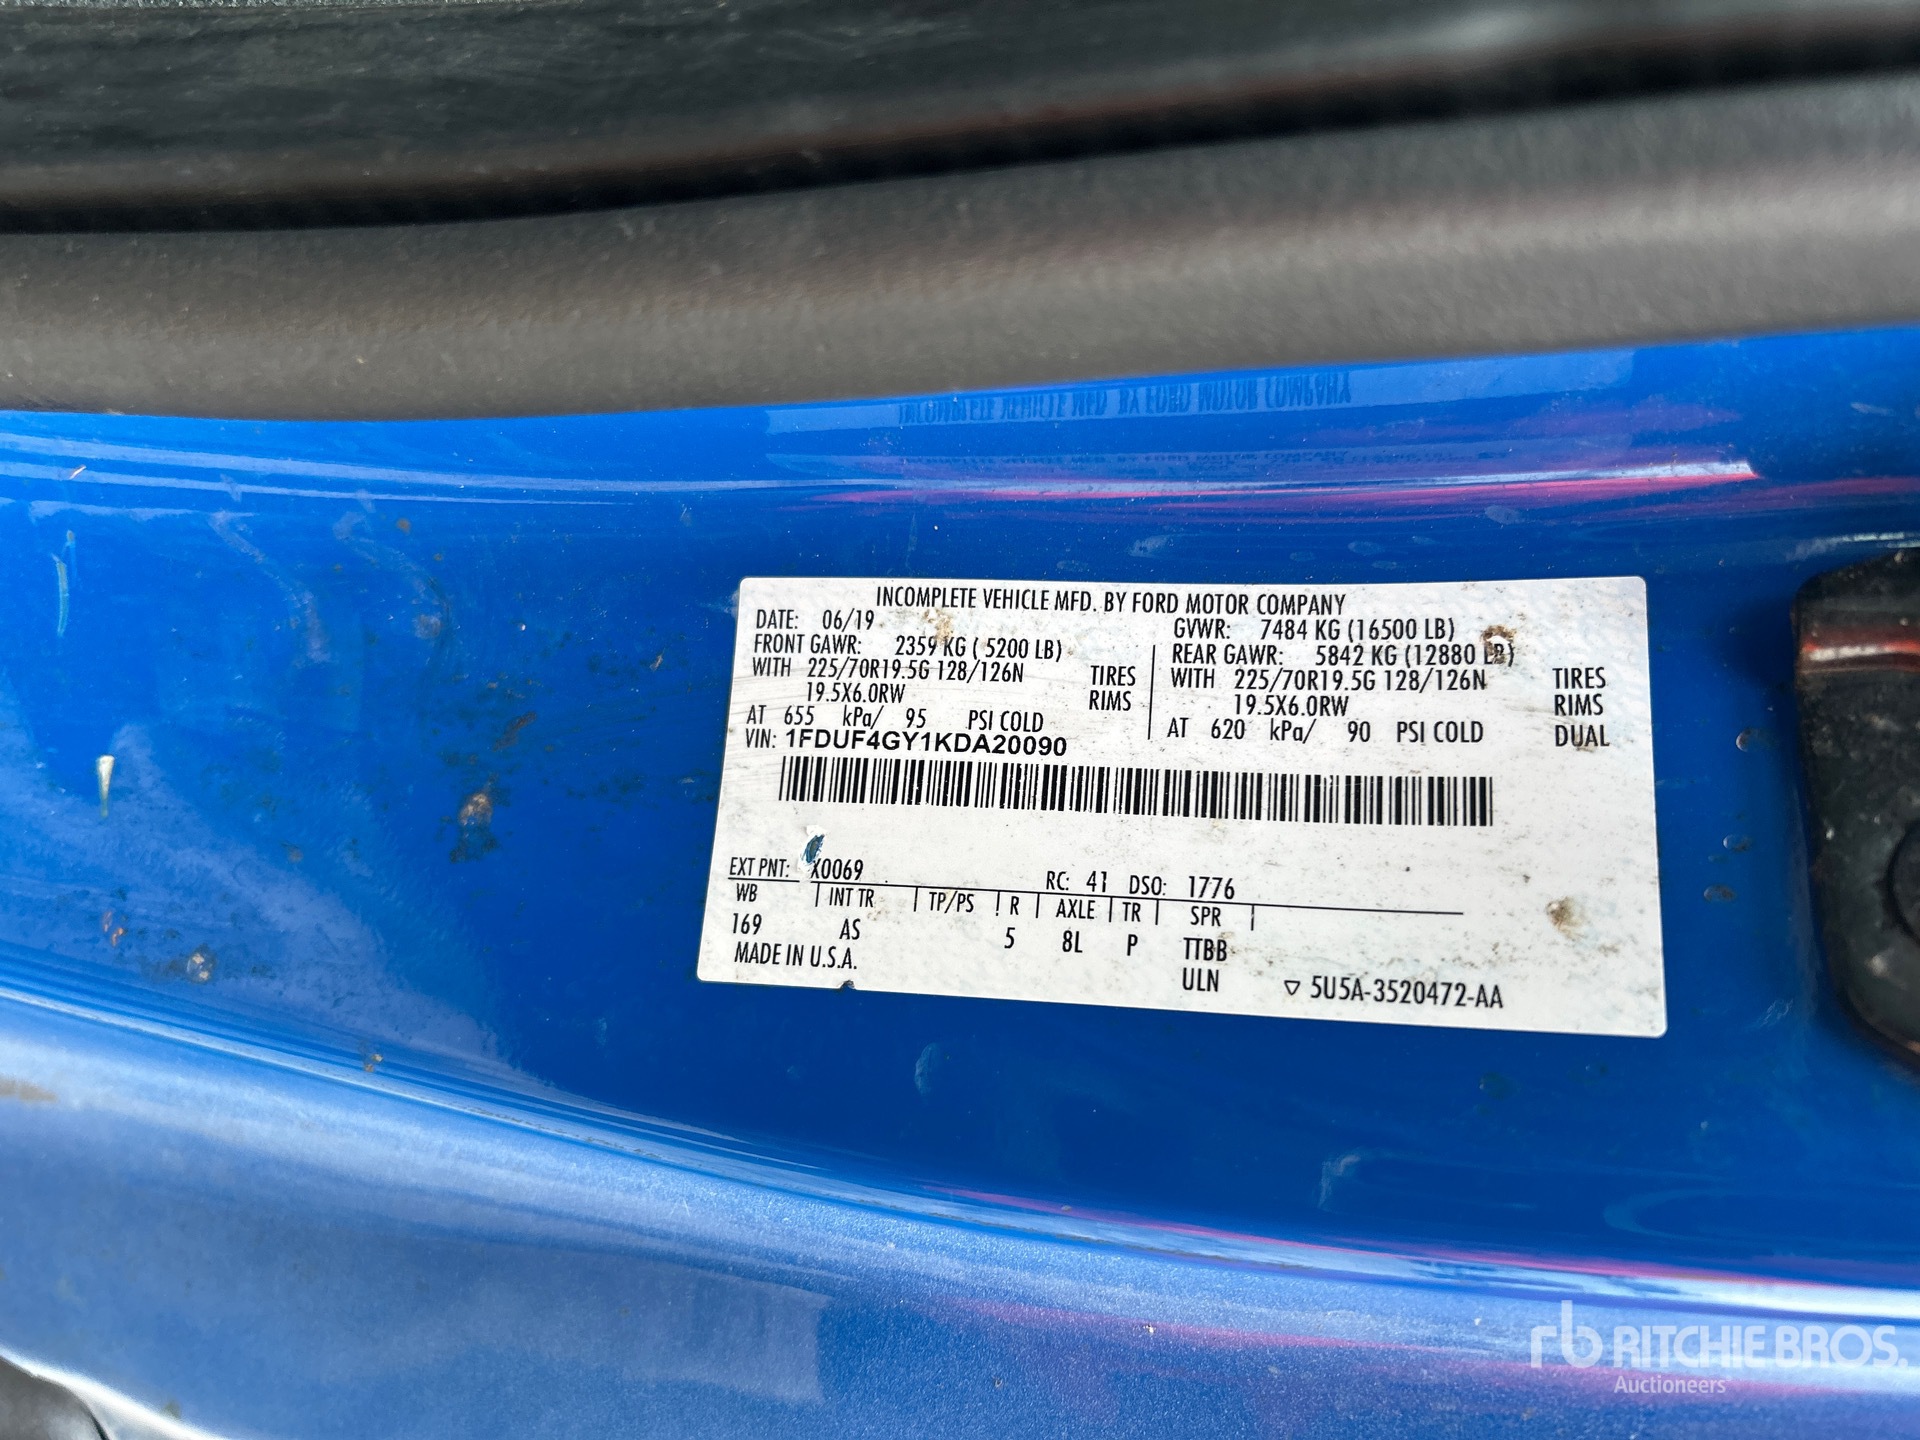 INCOMPLETE VEHICLE MFD. BY FORD MOTOR COMPANY
DATE: 06/19
GVWR: 7484 KG (16500 LB)
FRONT GAWR: 2359 KG ( 5200 LB)
REAR GAWR: 5842 KG (12880 LB)
WITH 225/70R19.5G 128/126N TIRES
WITH 225/70R19.5G 128/126N TIRES
19.5X6.0RW RIMS
19.5X6.0RW RIMS
AT 655 kPa/ 95 PSI COLD
AT 620 kPa/ 90 PSI COLD DUAL
VIN: 1FDUF4GY1KDA20090
EXT PNT: X0069 RC: 41 DSO: 1776
WB INT TR TP/PS R AXLE TR SPR
169 AS 5 8L P TTBB
MADE IN U.S.A. ULN ▽ 5U5A-3520472-AA
rb RITCHIE BROS.
Auctioneers